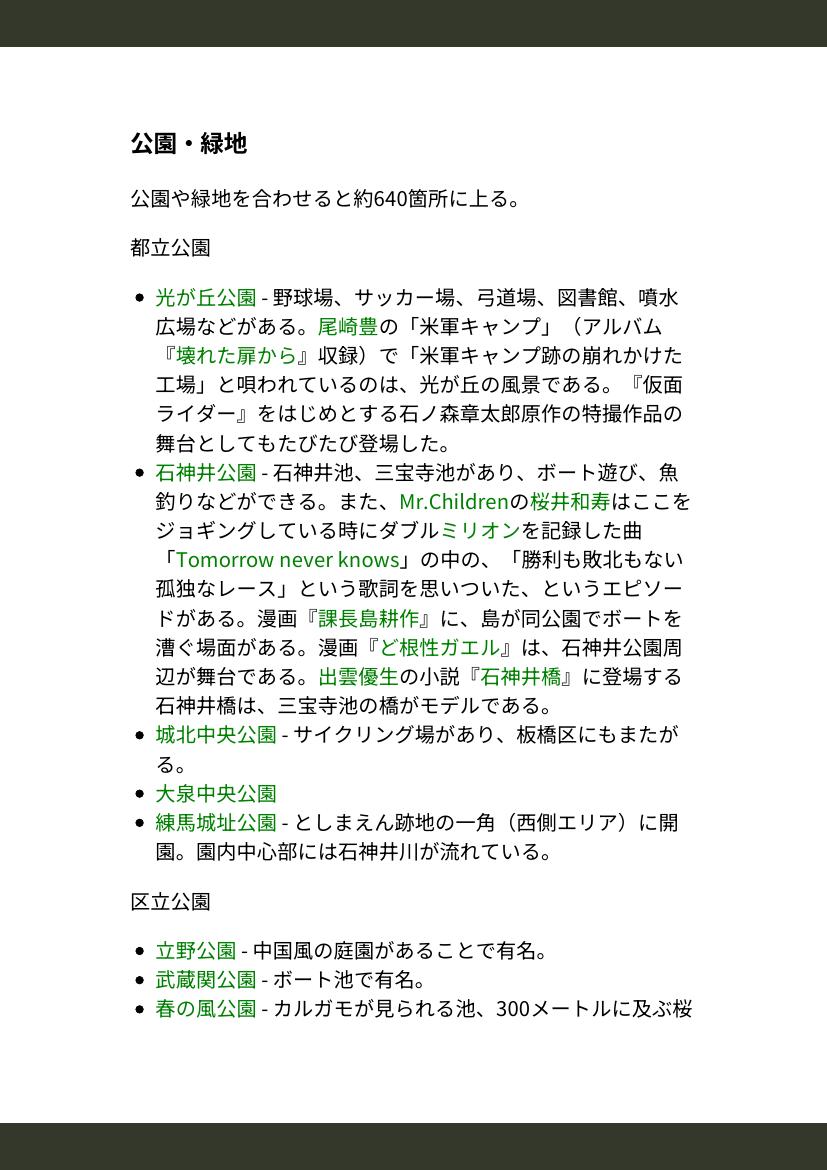 公園・緑地
公園や緑地を合わせると約640箇所に上る。
都立公園
光が丘公園 - 野球場、サッカー場、弓道場、図書館、噴水
広場などがある。尾崎豊の「米軍キャンプ」（アルバム
『壊れた扉から』収録）で「米軍キャンプ跡の崩れかけた
工場」と唄われているのは、光が丘の風景である。『仮面
ライダー』をはじめとする石ノ森章太郎原作の特撮作品の
舞台としてもたびたび登場した。
石神井公園 - 石神井池、三宝寺池があり、ボート遊び、魚
釣りなどができる。また、Mr.Childrenの桜井和寿はここを
ジョギングしている時にダブルミリオンを記録した曲
「Tomorrow never knows」の中の、「勝利も敗北もない
孤独なレース」という歌詞を思いついた、というエピソー
ドがある。漫画『課長島耕作』に、島が同公園でボートを
漕ぐ場面がある。漫画『ど根性ガエル』は、石神井公園周
辺が舞台である。出雲優生の小説『石神井橋』に登場する
石神井橋は、三宝寺池の橋がモデルである。
城北中央公園 - サイクリング場があり、板橋区にもまたが
る。
大泉中央公園
練馬城址公園 - としまえん跡地の一角（西側エリア）に開
園。園内中心部には石神井川が流れている。
区立公園
立野公園 - 中国風の庭園があることで有名。
武蔵関公園 - ボート池で有名。
春の風公園 - カルガモが見られる池、300メートルに及ぶ桜